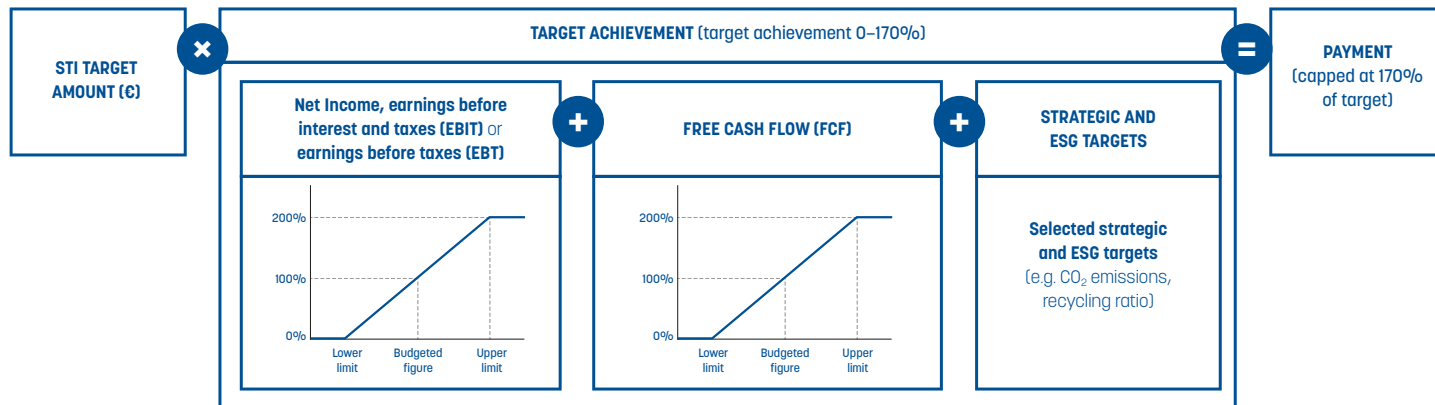 STI TARGET
AMOUNT (€)
×
TARGET ACHIEVEMENT (target achievement 0–170%)
=
PAYMENT
(capped at 170%
of target)
Net Income, earnings before
interest and taxes (EBIT) or
earnings before taxes (EBT)
+
FREE CASH FLOW (FCF)
+
STRATEGIC AND
ESG TARGETS
200%
100%
0%
Lower
limit
Budgeted
figure
Upper
limit
200%
100%
0%
Lower
limit
Budgeted
figure
Upper
limit
Selected strategic
and ESG targets
(e.g. CO₂ emissions,
recycling ratio)